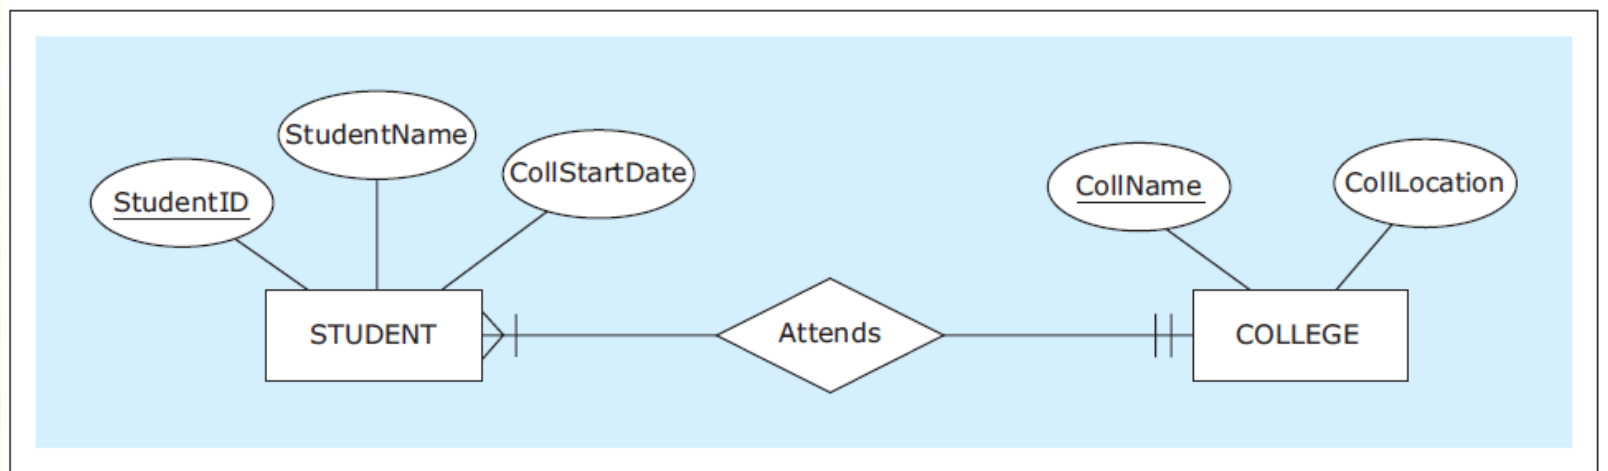 StudentName
CollStartDate
StudentID
CollName
CollLocation
STUDENT
Attends
COLLEGE